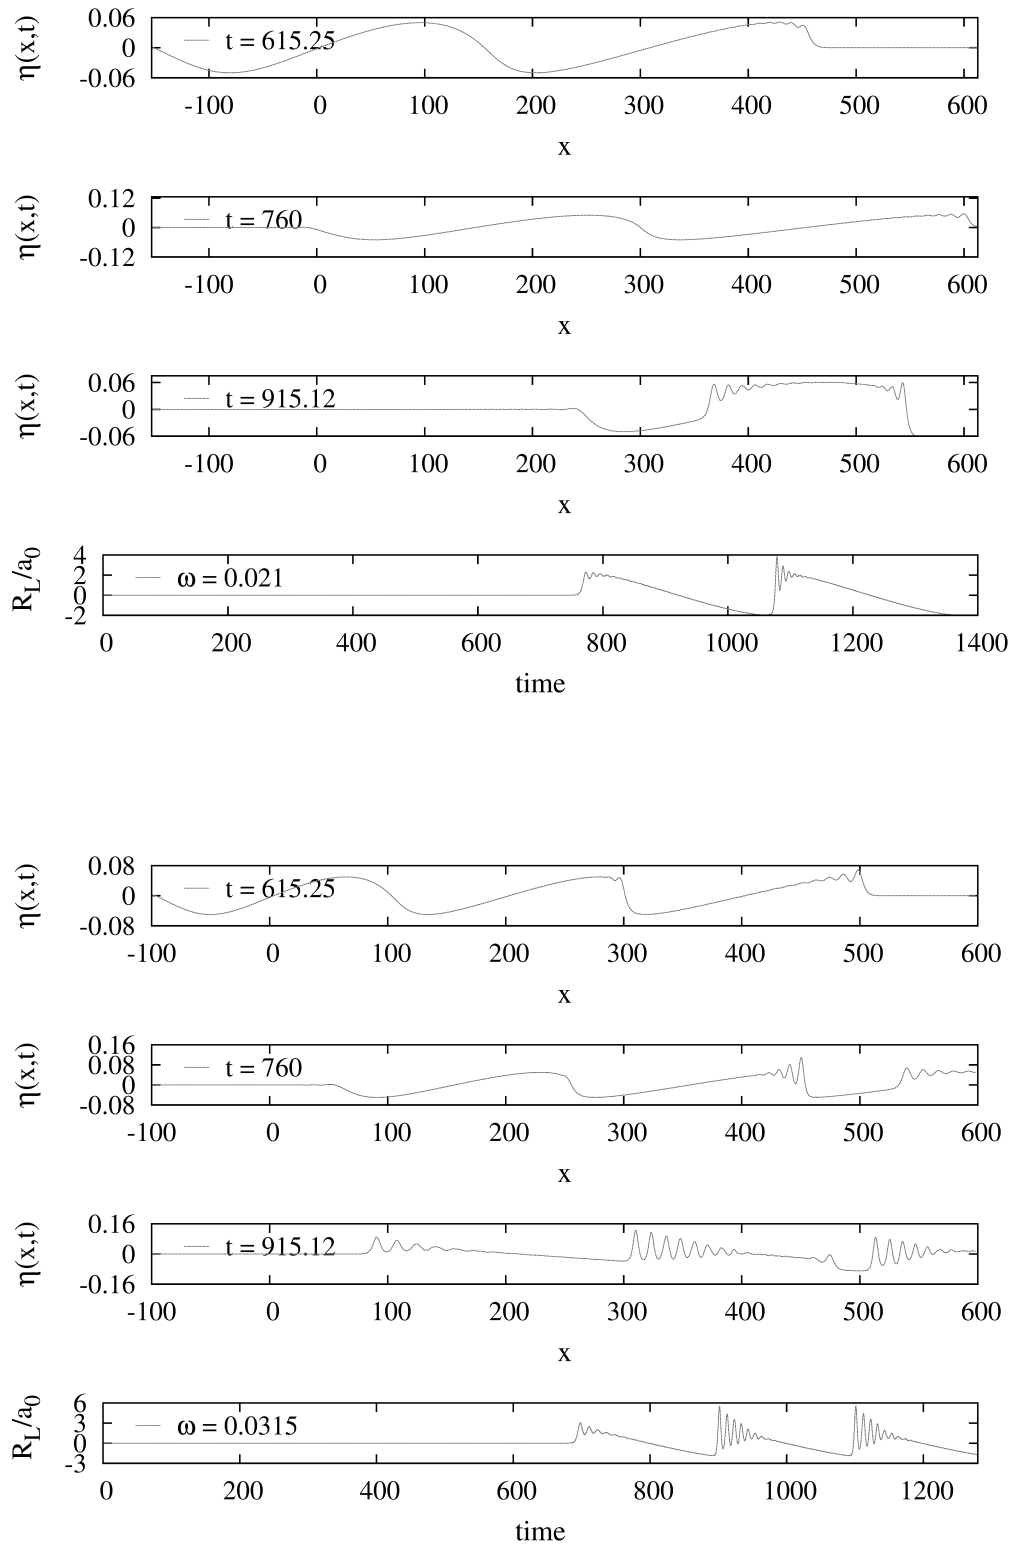 0.06
0
-0.06
η(x,t)
t = 615.25
-100 0 100 200 300 400 500 600
x
0.12
0
-0.12
η(x,t)
t = 760
-100 0 100 200 300 400 500 600
x
0.06
0
-0.06
η(x,t)
t = 915.12
-100 0 100 200 300 400 500 600
x
4
2
0
-2
R_L/a_0
ω = 0.021
0 200 400 600 800 1000 1200 1400
time
0.08
0
-0.08
η(x,t)
t = 615.25
-100 0 100 200 300 400 500 600
x
0.16
0.08
0
-0.08
η(x,t)
t = 760
-100 0 100 200 300 400 500 600
x
0.16
0
-0.16
η(x,t)
t = 915.12
-100 0 100 200 300 400 500 600
x
6
3
0
-3
R_L/a_0
ω = 0.0315
0 200 400 600 800 1000 1200
time